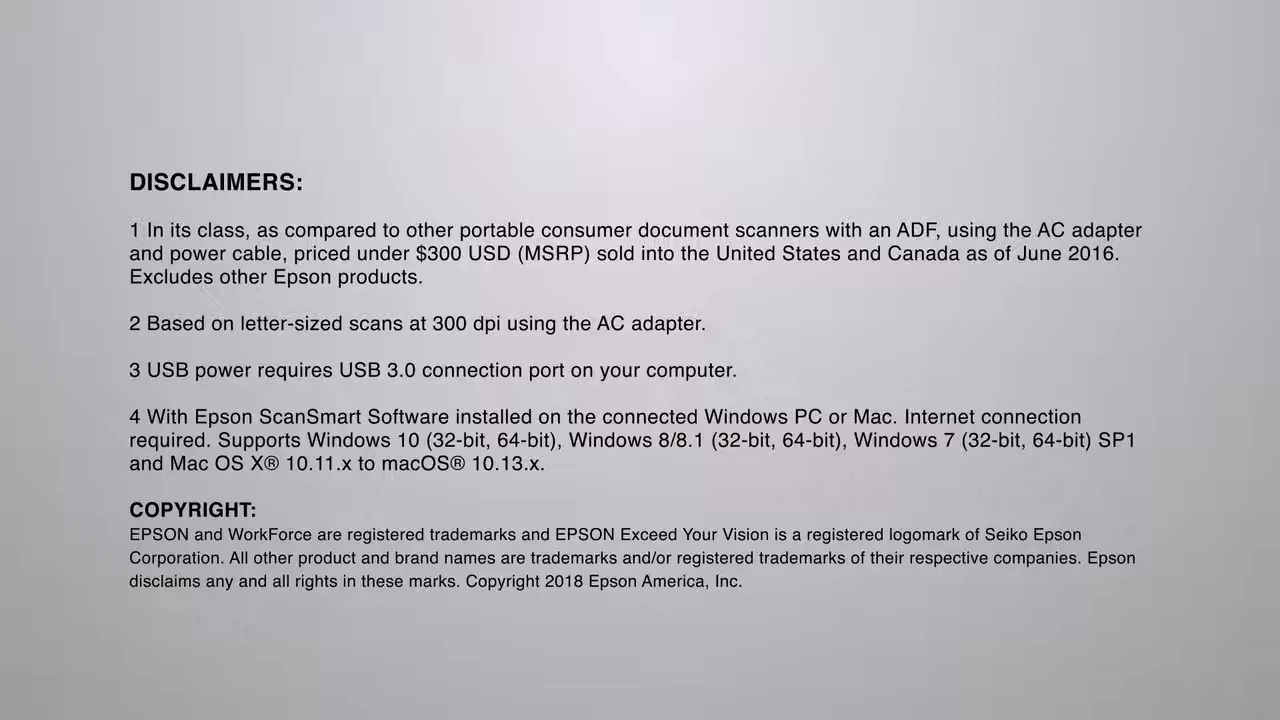 DISCLAIMERS:
1 In its class, as compared to other portable consumer document scanners with an ADF, using the AC adapter
and power cable, priced under $300 USD (MSRP) sold into the United States and Canada as of June 2016.
Excludes other Epson products.
2 Based on letter-sized scans at 300 dpi using the AC adapter.
3 USB power requires USB 3.0 connection port on your computer.
4 With Epson ScanSmart Software installed on the connected Windows PC or Mac. Internet connection
required. Supports Windows 10 (32-bit, 64-bit), Windows 8/8.1 (32-bit, 64-bit), Windows 7 (32-bit, 64-bit) SP1
and Mac OS X® 10.11.x to macOS® 10.13.x.
COPYRIGHT:
EPSON and WorkForce are registered trademarks and EPSON Exceed Your Vision is a registered logomark of Seiko Epson
Corporation. All other product and brand names are trademarks and/or registered trademarks of their respective companies. Epson
disclaims any and all rights in these marks. Copyright 2018 Epson America, Inc.